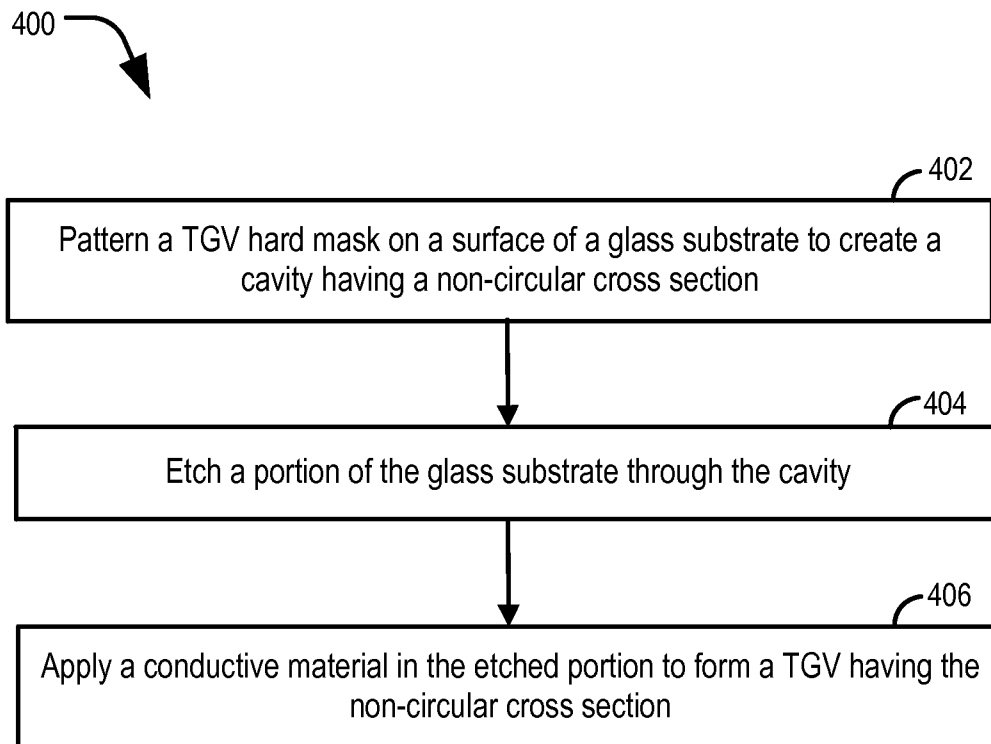 400
402
Pattern a TGV hard mask on a surface of a glass substrate to create a
cavity having a non-circular cross section
404
Etch a portion of the glass substrate through the cavity
406
Apply a conductive material in the etched portion to form a TGV having the
non-circular cross section